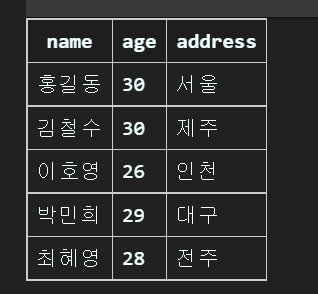 name age address
홍길동 30 서울
김철수 30 제주
이호영 26 인천
박민희 29 대구
최혜영 28 전주